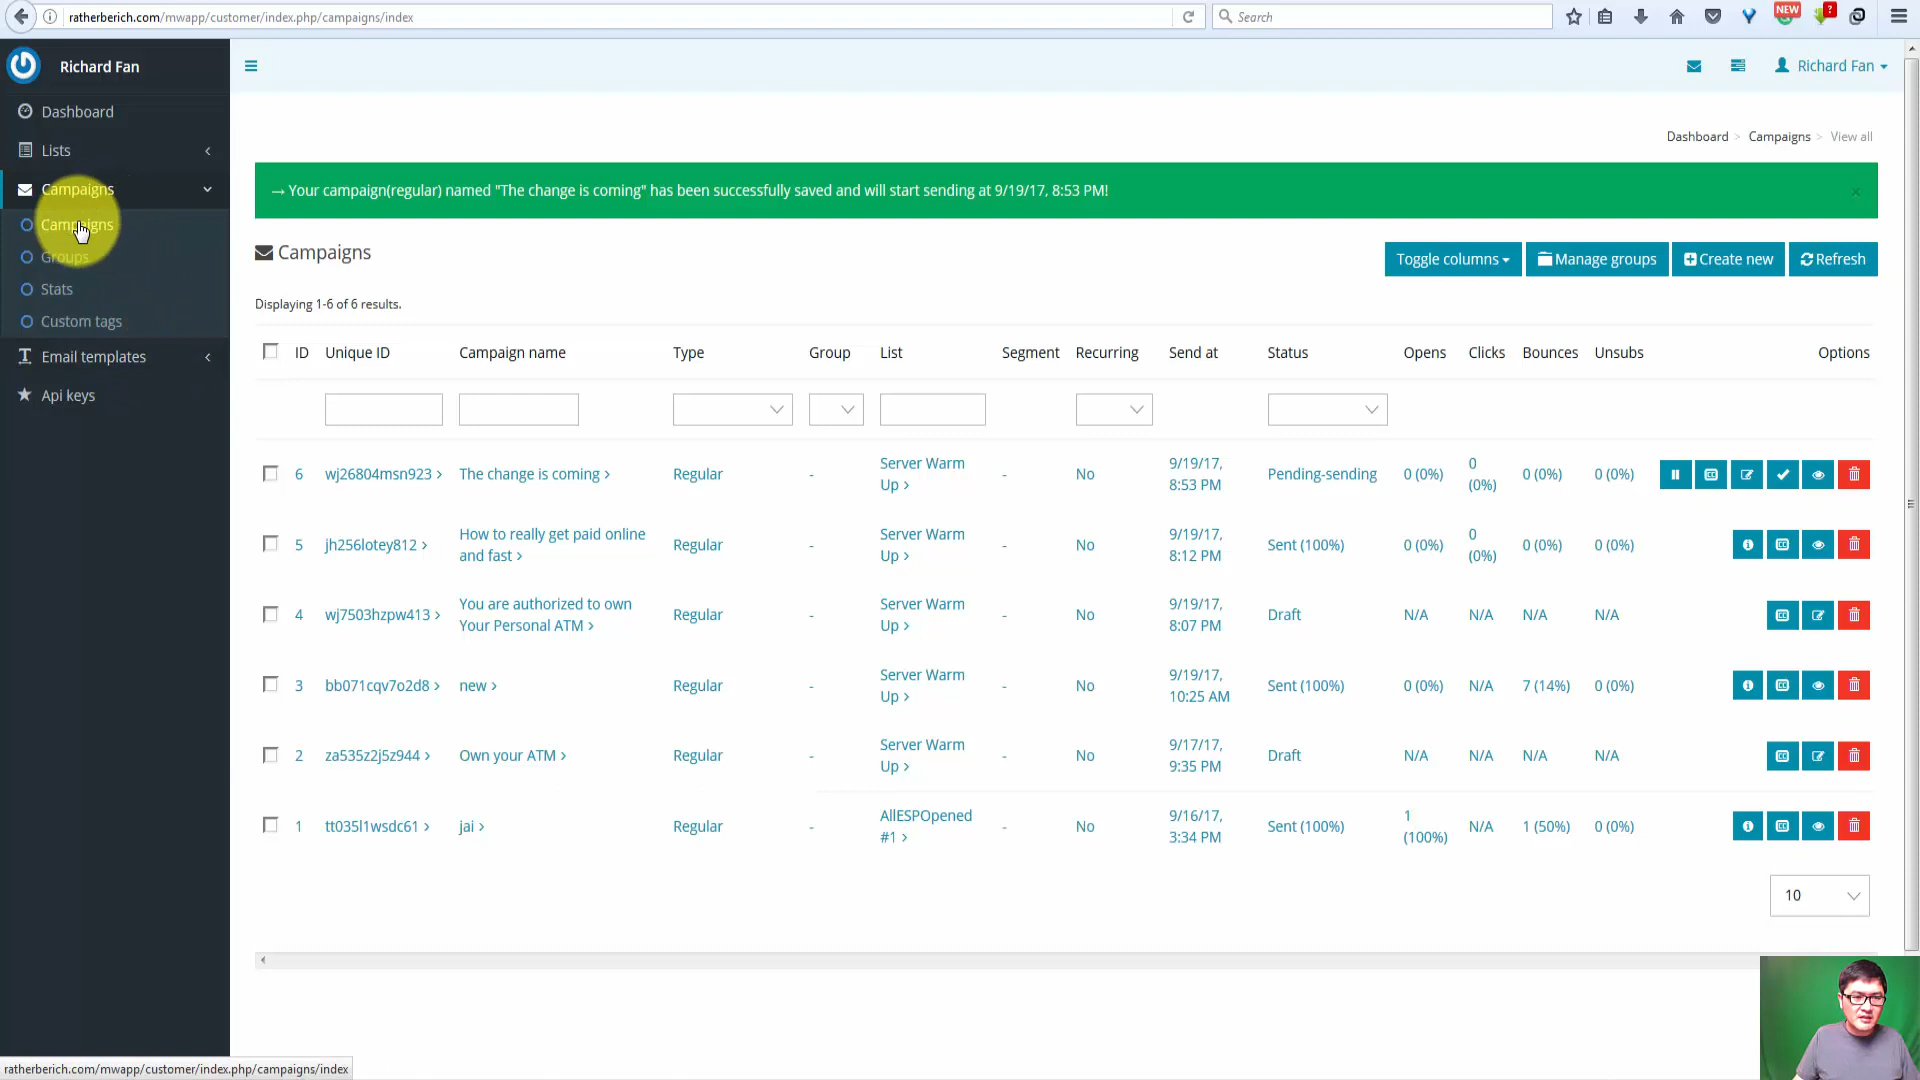 ratherberich.com/mwapp/customer/index.php/campaigns/index
Search
NEW
?
Richard Fan
Richard Fan
Dashboard
Lists
Campaigns
Campaigns
Groups
Stats
Custom tags
Email templates
Api keys
Dashboard > Campaigns > View all
→ Your campaign(regular) named "The change is coming" has been successfully saved and will start sending at 9/19/17, 8:53 PM!
×
Campaigns
Toggle columns
Manage groups
Create new
Refresh
Displaying 1-6 of 6 results.
ID Unique ID Campaign name Type Group List Segment Recurring Send at Status Opens Clicks Bounces Unsubs Options
6 wj26804msn923 > The change is coming > Regular - Server Warm Up > - No 9/19/17, 8:53 PM Pending-sending 0 (0%) 0 (0%) 0 (0%) 0 (0%)
5 jh256lotey812 > How to really get paid online and fast > Regular - Server Warm Up > - No 9/19/17, 8:12 PM Sent (100%) 0 (0%) 0 (0%) 0 (0%) 0 (0%)
4 wj7503hzpw413 > You are authorized to own Your Personal ATM > Regular - Server Warm Up > - No 9/19/17, 8:07 PM Draft N/A N/A N/A N/A
3 bb071cqv7o2d8 > new > Regular - Server Warm Up > - No 9/19/17, 10:25 AM Sent (100%) 0 (0%) N/A 7 (14%) 0 (0%)
2 za535z2j5z944 > Own your ATM > Regular - Server Warm Up > - No 9/17/17, 9:35 PM Draft N/A N/A N/A N/A
1 tt035l1wsdc61 > jai > Regular - AllESPOpened #1 > - No 9/16/17, 3:34 PM Sent (100%) 1 (100%) N/A 1 (50%) 0 (0%)
10
ratherberich.com/mwapp/customer/index.php/campaigns/index